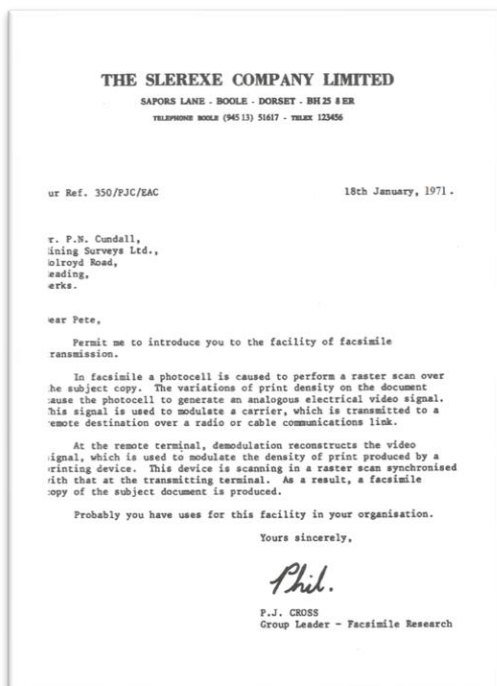 THE SLEREXE COMPANY LIMITED
SAPORS LANE - BOOLE - DORSET - BH 25 8 ER
TELEPHONE BOOLE (945 13) 51617 - TELEX 123456
ur Ref. 350/PJC/EAC
18th January, 1971.
r. P.N. Cundall,
ining Surveys Ltd.,
olroyd Road,
eading,
erks.
ear Pete,
Permit me to introduce you to the facility of facsimile
ransmission.
In facsimile a photocell is caused to perform a raster scan over
he subject copy. The variations of print density on the document
ause the photocell to generate an analogous electrical video signal.
his signal is used to modulate a carrier, which is transmitted to a
emote destination over a radio or cable communications link.
At the remote terminal, demodulation reconstructs the video
ignal, which is used to modulate the density of print produced by a
rinting device. This device is scanning in a raster scan synchronised
ith that at the transmitting terminal. As a result, a facsimile
opy of the subject document is produced.
Probably you have uses for this facility in your organisation.
Yours sincerely,
Phil.
P.J. CROSS
Group Leader - Facsimile Research